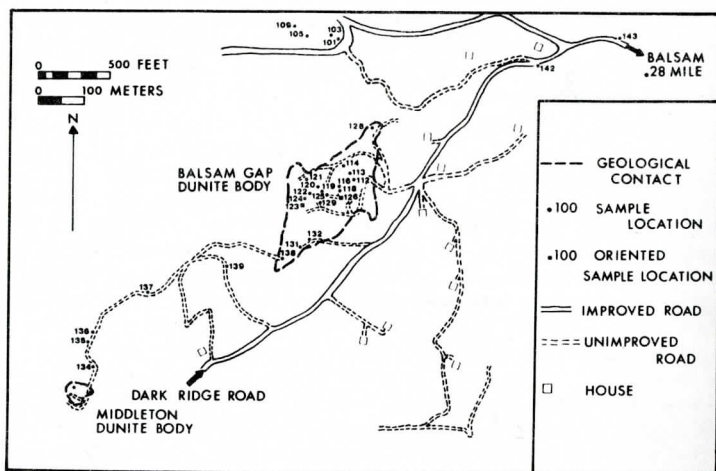 109
105
103
101
143
BALSAM
.28 MILE
142
0 500 FEET
0 100 METERS
N
128
BALSAM GAP
DUNITE BODY
114
121
113
116
112
120
119
118
122
125
126
124
129
123
131
132
138
139
137
136
135
134
DARK RIDGE ROAD
MIDDLETON
DUNITE BODY
GEOLOGICAL
CONTACT
.100 SAMPLE
LOCATION
.100 ORIENTED
SAMPLE LOCATION
IMPROVED ROAD
UNIMPROVED
ROAD
HOUSE